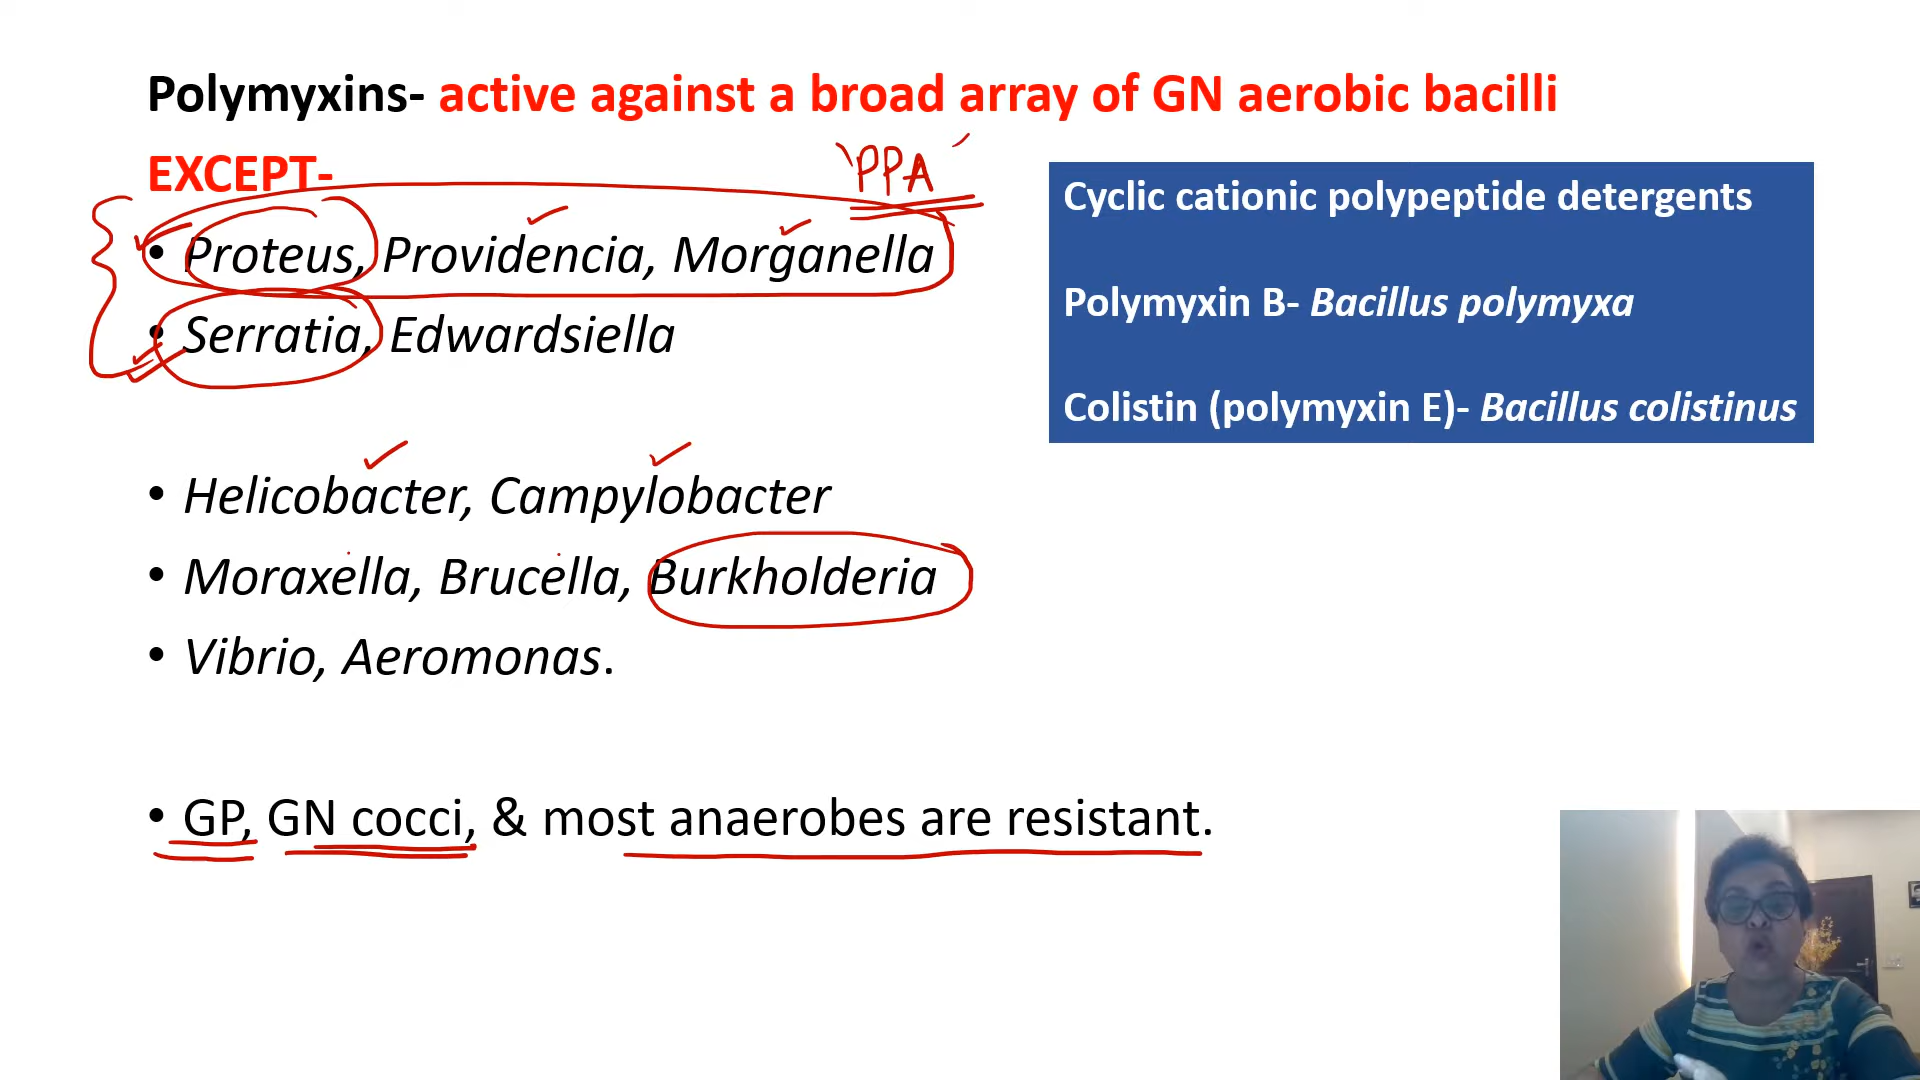 Polymyxins- active against a broad array of GN aerobic bacilli
EXCEPT-
'PPA'
• Proteus, Providencia, Morganella
• Serratia, Edwardsiella
• Helicobacter, Campylobacter
• Moraxella, Brucella, Burkholderia
• Vibrio, Aeromonas.
• GP, GN cocci, & most anaerobes are resistant.
Cyclic cationic polypeptide detergents
Polymyxin B- Bacillus polymyxa
Colistin (polymyxin E)- Bacillus colistinus